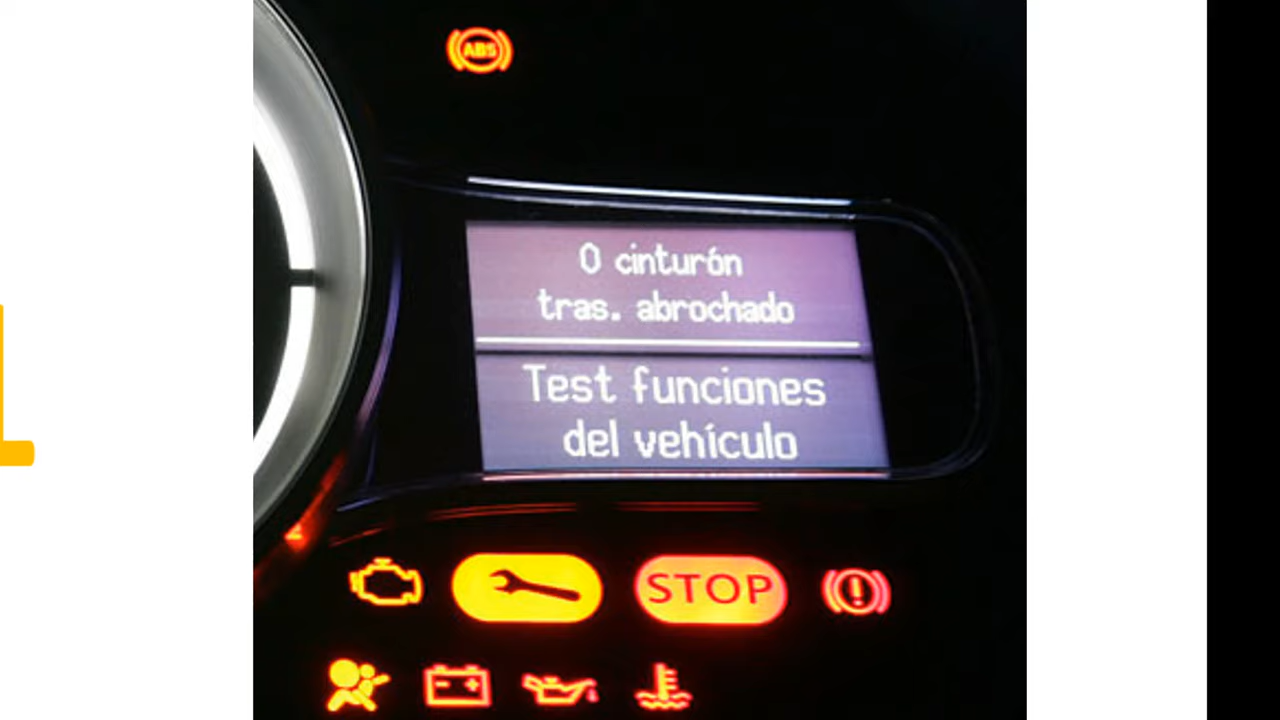 ABS
0 cinturón
tras. abrochado
Test funciones
del vehículo
STOP